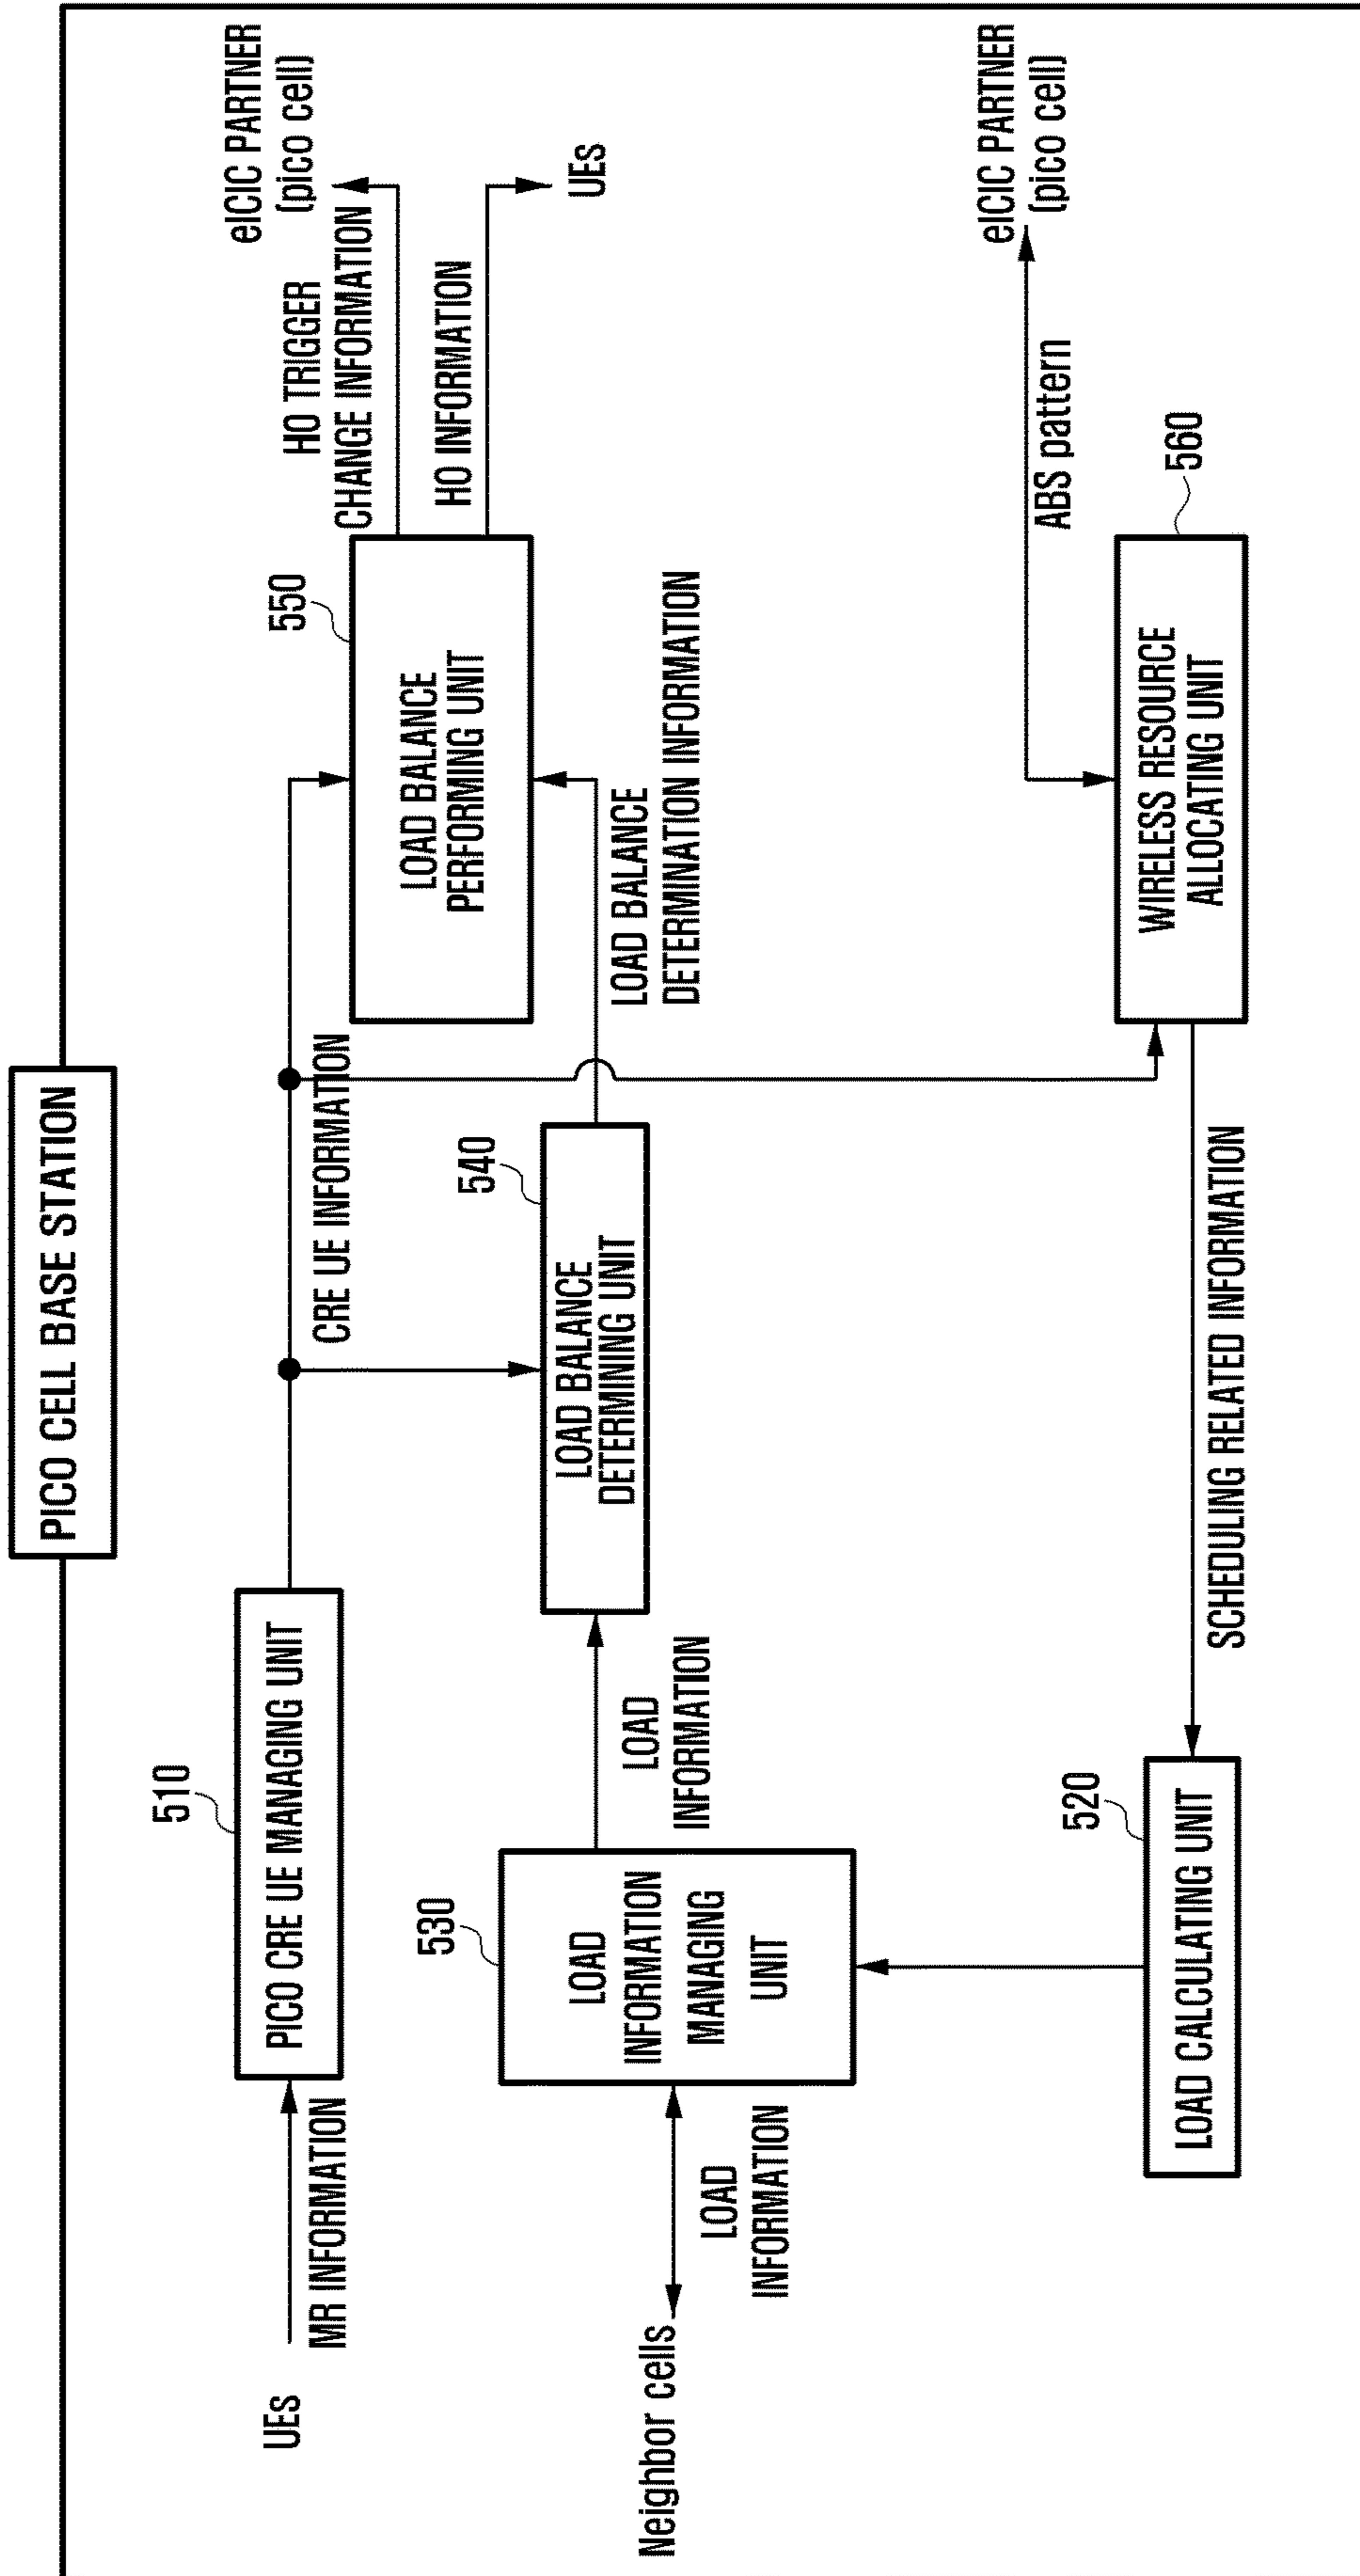 PICO CELL BASE STATION
UEs
MR INFORMATION
510
PICO CRE UE MANAGING UNIT
CRE UE INFORMATION
550
LOAD BALANCE
PERFORMING UNIT
HO TRIGGER
CHANGE INFORMATION
eICIC PARTNER
(pico cell)
HO INFORMATION
UEs
Neighbor cells
LOAD
INFORMATION
530
LOAD
INFORMATION
MANAGING
UNIT
LOAD
INFORMATION
540
LOAD BALANCE
DETERMINING UNIT
LOAD BALANCE
DETERMINATION INFORMATION
520
LOAD CALCULATING UNIT
SCHEDULING RELATED INFORMATION
WIRELESS RESOURCE
ALLOCATING UNIT
560
ABS pattern
eICIC PARTNER
(pico cell)